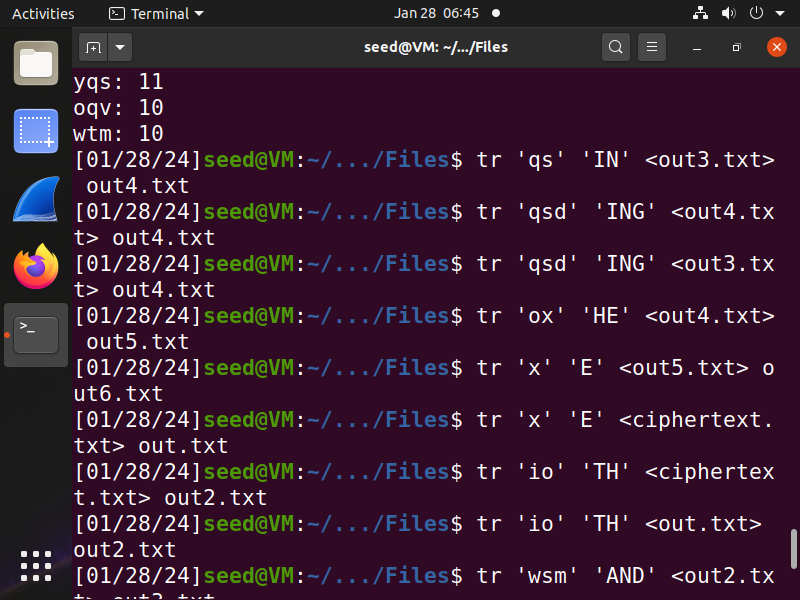 Activities Terminal Jan 28 06:45
seed@VM: ~/.../Files
yqs: 11
oqv: 10
wtm: 10
[01/28/24]seed@VM:~/.../Files$ tr 'qs' 'IN' <out3.txt>
out4.txt
[01/28/24]seed@VM:~/.../Files$ tr 'qsd' 'ING' <out4.tx
t> out4.txt
[01/28/24]seed@VM:~/.../Files$ tr 'qsd' 'ING' <out3.tx
t> out4.txt
[01/28/24]seed@VM:~/.../Files$ tr 'ox' 'HE' <out4.txt>
out5.txt
[01/28/24]seed@VM:~/.../Files$ tr 'x' 'E' <out5.txt> o
ut6.txt
[01/28/24]seed@VM:~/.../Files$ tr 'x' 'E' <ciphertext.
txt> out.txt
[01/28/24]seed@VM:~/.../Files$ tr 'io' 'TH' <ciphertex
t.txt> out2.txt
[01/28/24]seed@VM:~/.../Files$ tr 'io' 'TH' <out.txt>
out2.txt
[01/28/24]seed@VM:~/.../Files$ tr 'wsm' 'AND' <out2.tx
t> out3.txt